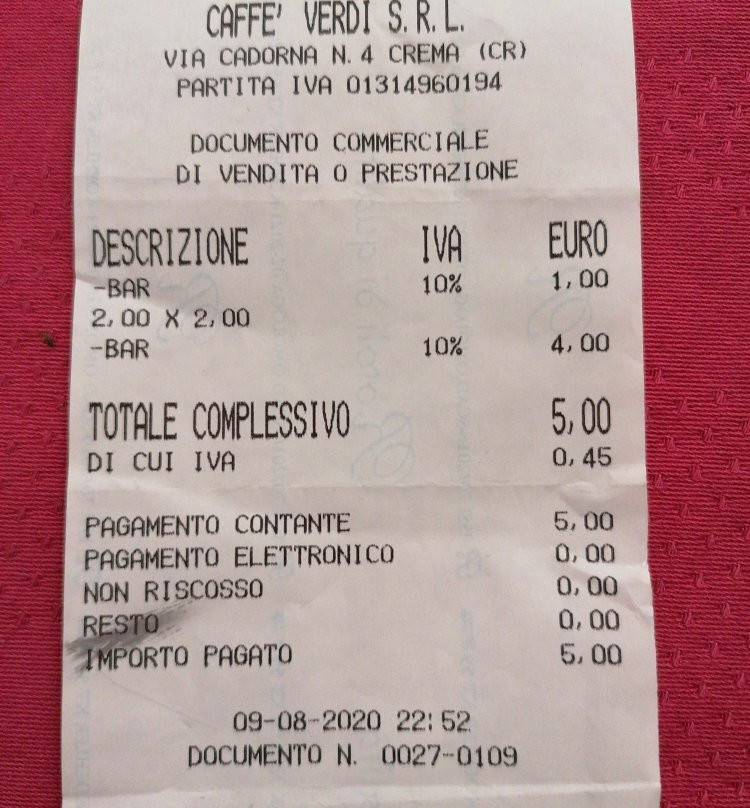 CAFFE' VERDI S.R.L.
VIA CADORNA N.4 CREMA (CR)
PARTITA IVA 01314960194
DOCUMENTO COMMERCIALE
DI VENDITA O PRESTAZIONE
DESCRIZIONE IVA EURO
-BAR 10% 1,00
2,00 X 2,00
-BAR 10% 4,00
TOTALE COMPLESSIVO 5,00
DI CUI IVA 0,45
PAGAMENTO CONTANTE 5,00
PAGAMENTO ELETTRONICO 0,00
NON RISCOSSO 0,00
RESTO 0,00
IMPORTO PAGATO 5,00
09-08-2020 22:52
DOCUMENTO N. 0027-0109